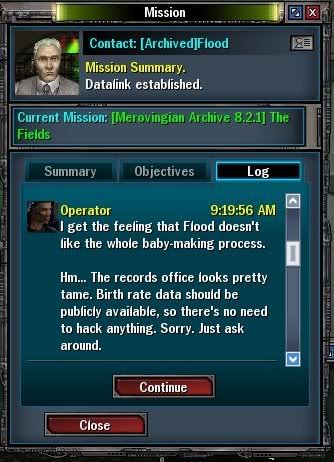 Mission
Contact: [Archived]Flood
Mission Summary.
Datalink established.
Current Mission: [Merovingian Archive 8.2.1] The
Fields
Summary
Objectives
Log
Operator 9:19:56 AM
I get the feeling that Flood doesn't
like the whole baby-making process.
Hm... The records office looks pretty
tame. Birth rate data should be
publicly available, so there's no need
to hack anything. Sorry. Just ask
around.
Continue
Close